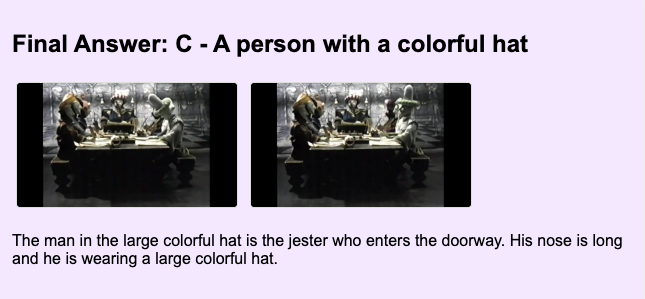 Final Answer: C - A person with a colorful hat
The man in the large colorful hat is the jester who enters the doorway. His nose is long
and he is wearing a large colorful hat.